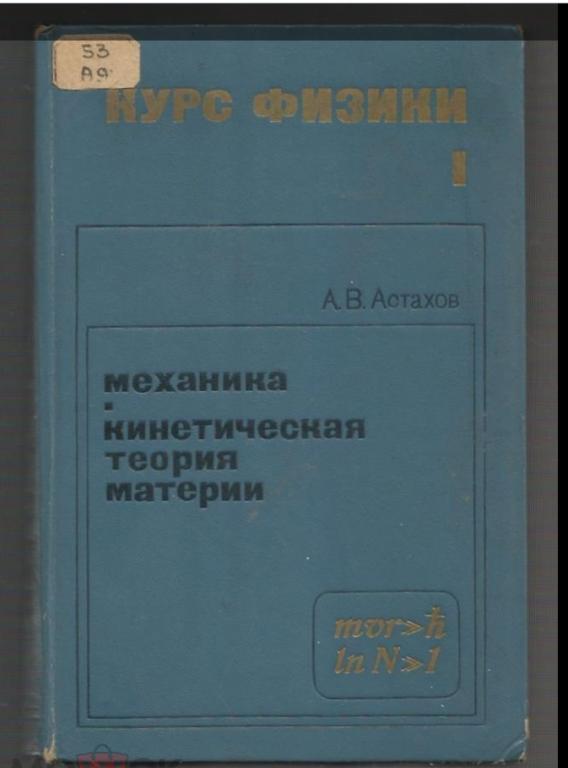 53
А9
КУРС ФИЗИКИ
I
А.В. Астахов
механика
·
кинетическая
теория
материи
mvr≫ħ
ln N≫1